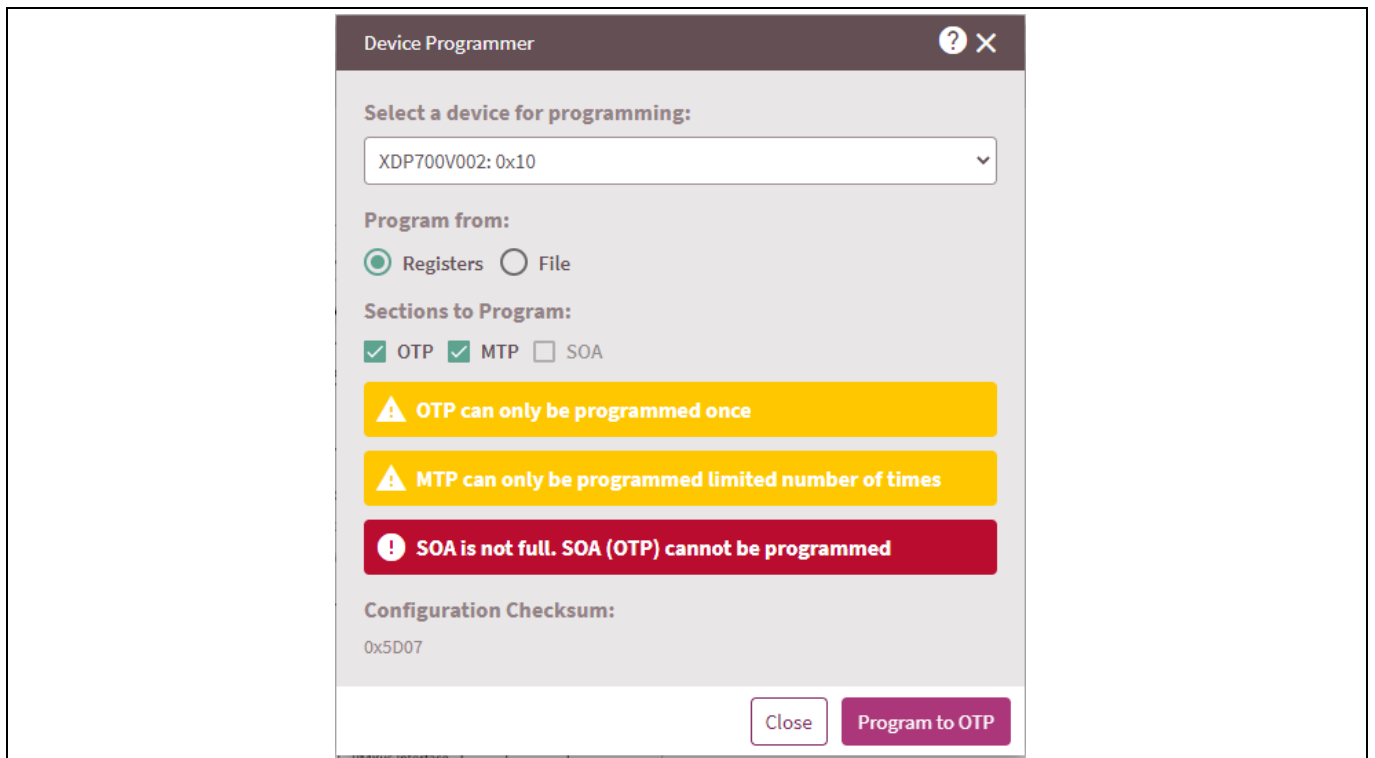 Device Programmer
Select a device for programming:
XDP700V002: 0x10
Program from:
Registers File
Sections to Program:
OTP MTP SOA
OTP can only be programmed once
MTP can only be programmed limited number of times
SOA is not full. SOA (OTP) cannot be programmed
Configuration Checksum:
0x5D07
Close Program to OTP